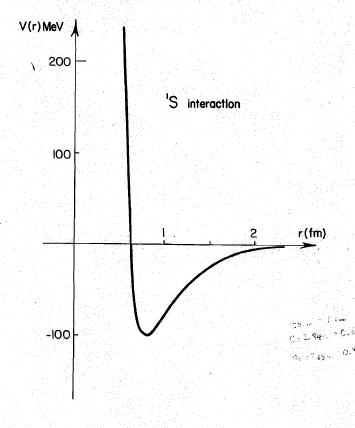 V(r) MeV
200
¹S interaction
100
1
2
r(fm)
-100